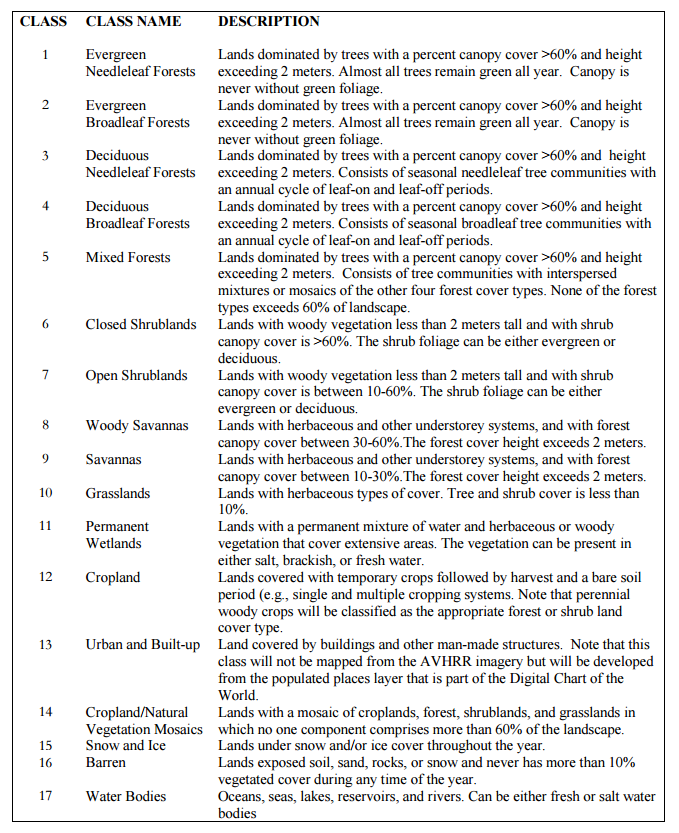 CLASS CLASS NAME DESCRIPTION
1 Evergreen Lands dominated by trees with a percent canopy cover >60% and height
Needleleaf Forests exceeding 2 meters. Almost all trees remain green all year. Canopy is
never without green foliage.
2 Evergreen Lands dominated by trees with a percent canopy cover >60% and height
Broadleaf Forests exceeding 2 meters. Almost all trees remain green all year. Canopy is
never without green foliage.
3 Deciduous Lands dominated by trees with a percent canopy cover >60% and height
Needleleaf Forests exceeding 2 meters. Consists of seasonal needleleaf tree communities with
an annual cycle of leaf-on and leaf-off periods.
4 Deciduous Lands dominated by trees with a percent canopy cover >60% and height
Broadleaf Forests exceeding 2 meters. Consists of seasonal broadleaf tree communities with
an annual cycle of leaf-on and leaf-off periods.
5 Mixed Forests Lands dominated by trees with a percent canopy cover >60% and height
exceeding 2 meters. Consists of tree communities with interspersed
mixtures or mosaics of the other four forest cover types. None of the forest
types exceeds 60% of landscape.
6 Closed Shrublands Lands with woody vegetation less than 2 meters tall and with shrub
canopy cover is >60%. The shrub foliage can be either evergreen or
deciduous.
7 Open Shrublands Lands with woody vegetation less than 2 meters tall and with shrub
canopy cover is between 10-60%. The shrub foliage can be either
evergreen or deciduous.
8 Woody Savannas Lands with herbaceous and other understorey systems, and with forest
canopy cover between 30-60%.The forest cover height exceeds 2 meters.
9 Savannas Lands with herbaceous and other understorey systems, and with forest
canopy cover between 10-30%.The forest cover height exceeds 2 meters.
10 Grasslands Lands with herbaceous types of cover. Tree and shrub cover is less than
10%.
11 Permanent Lands with a permanent mixture of water and herbaceous or woody
Wetlands vegetation that cover extensive areas. The vegetation can be present in
either salt, brackish, or fresh water.
12 Cropland Lands covered with temporary crops followed by harvest and a bare soil
period (e.g., single and multiple cropping systems. Note that perennial
woody crops will be classified as the appropriate forest or shrub land
cover type.
13 Urban and Built-up Land covered by buildings and other man-made structures. Note that this
class will not be mapped from the AVHRR imagery but will be developed
from the populated places layer that is part of the Digital Chart of the
World.
14 Cropland/Natural Lands with a mosaic of croplands, forest, shrublands, and grasslands in
Vegetation Mosaics which no one component comprises more than 60% of the landscape.
15 Snow and Ice Lands under snow and/or ice cover throughout the year.
16 Barren Lands exposed soil, sand, rocks, or snow and never has more than 10%
vegetated cover during any time of the year.
17 Water Bodies Oceans, seas, lakes, reservoirs, and rivers. Can be either fresh or salt water
bodies